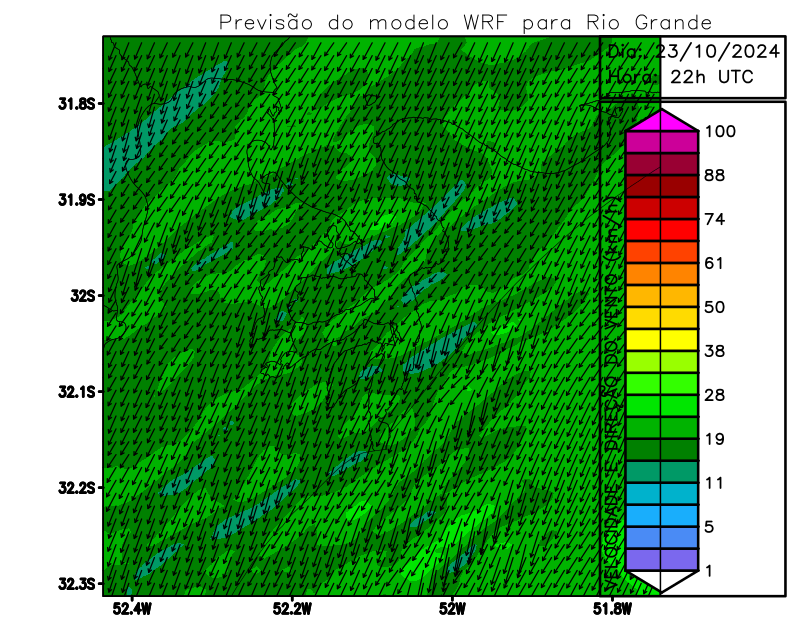 Previsão do modelo WRF para Rio Grande
Dia: 23/10/2024
Hora: 22h UTC
VELOCIDADE E DIREÇÃO DO VENTO (km/h)
100
88
74
61
50
38
28
19
11
5
1
31.8S
31.9S
32S
32.1S
32.2S
32.3S
52.4W 52.2W 52W 51.8W